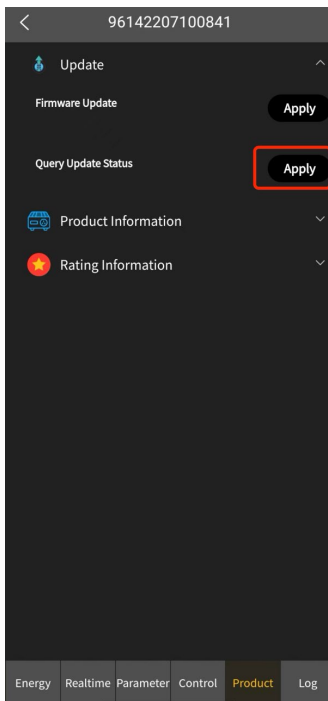 96142207100841
Update
Firmware Update Apply
Query Update Status Apply
Product Information
Rating Information
Energy Realtime Parameter Control Product Log